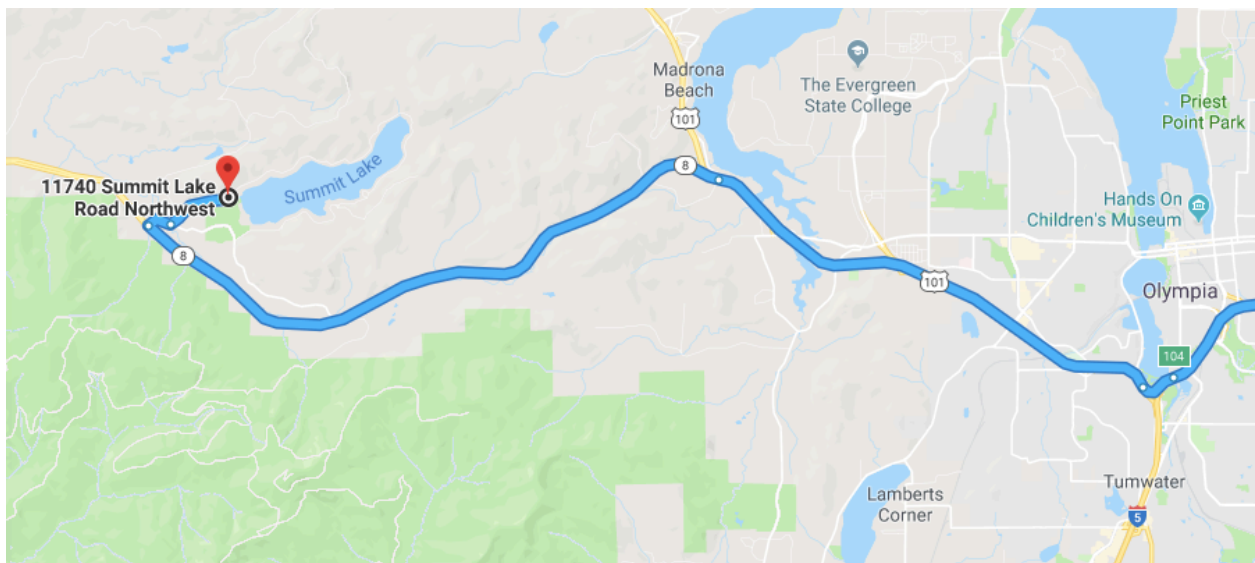 Madrona
Beach
101
The Evergreen
State College
Priest
Point Park
8
Summit Lake
11740 Summit Lake
Road Northwest
Hands On
Children's Museum
8
101
Olympia
104
Tumwater
Lamberts
Corner
5